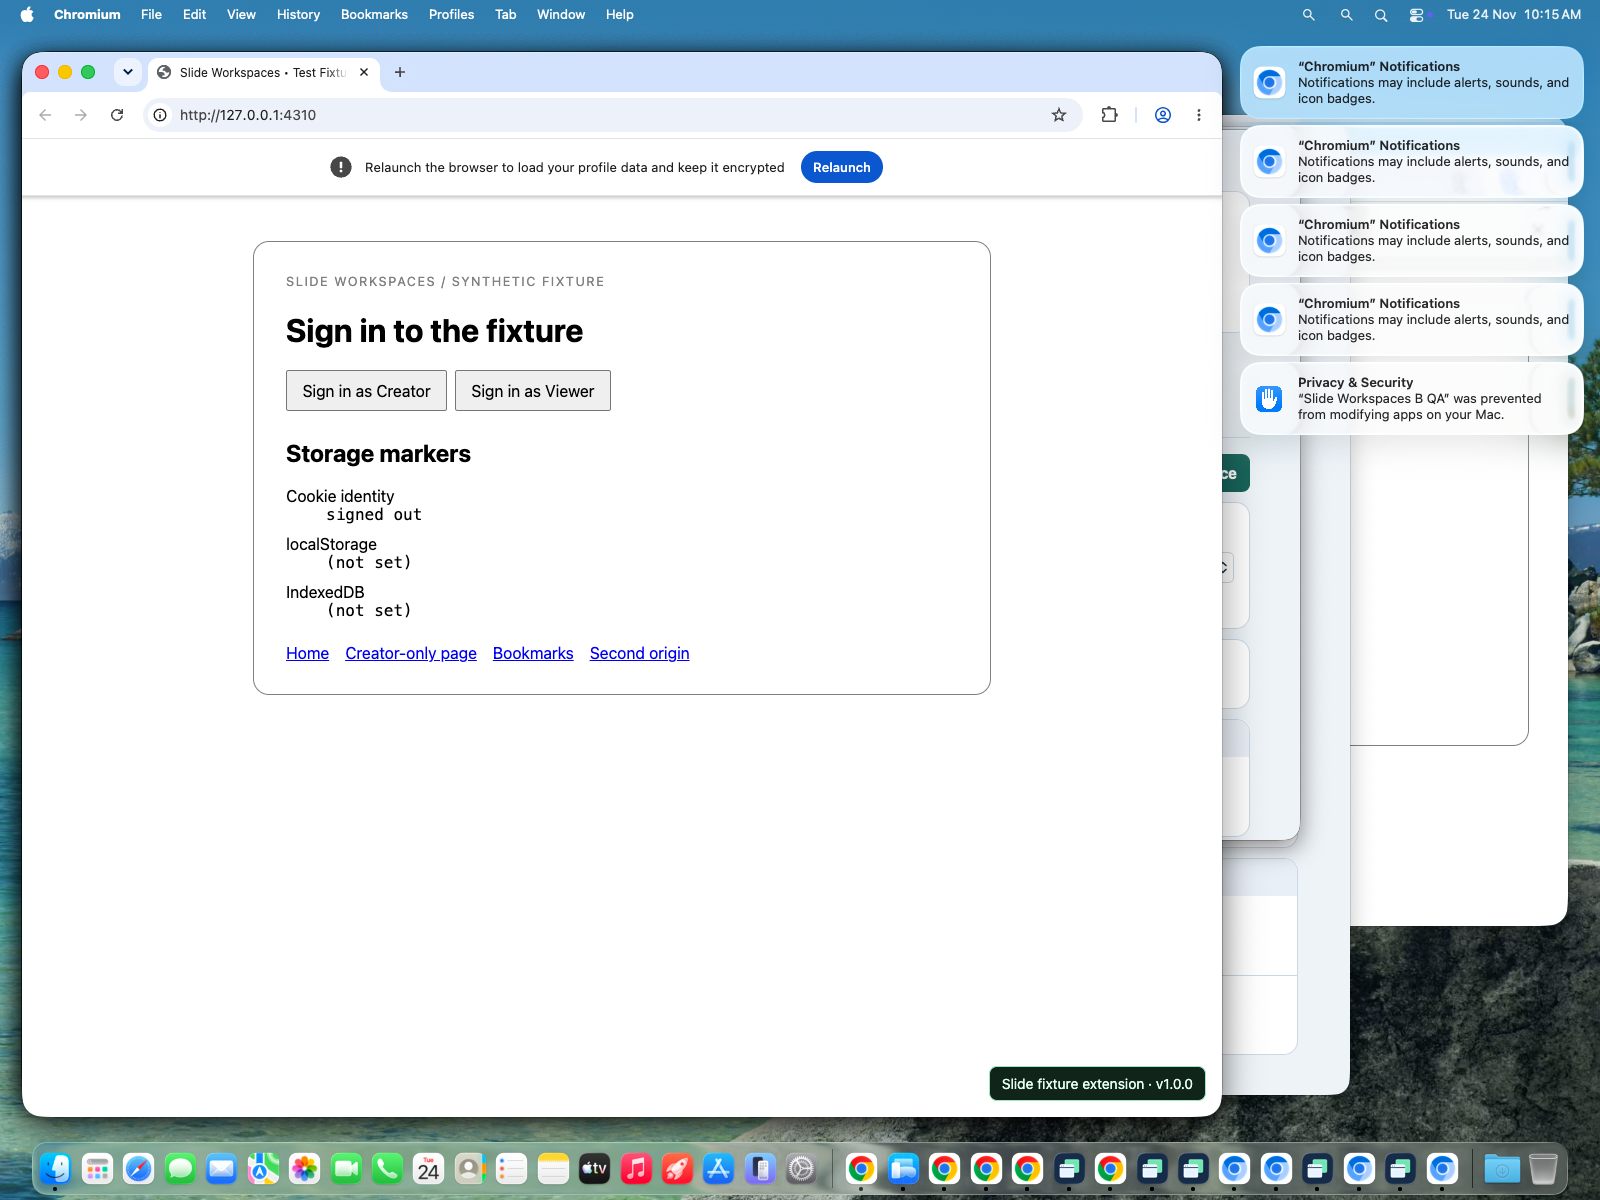 Chromium File Edit View History Bookmarks Profiles Tab Window Help Tue 24 Nov 10:15 AM
Slide Workspaces • Test Fixtu
http://127.0.0.1:4310
Relaunch the browser to load your profile data and keep it encrypted Relaunch
SLIDE WORKSPACES / SYNTHETIC FIXTURE
Sign in to the fixture
Sign in as Creator Sign in as Viewer
Storage markers
Cookie identity
signed out
localStorage
(not set)
IndexedDB
(not set)
Home Creator-only page Bookmarks Second origin
Slide fixture extension · v1.0.0
“Chromium” Notifications
Notifications may include alerts, sounds, and
icon badges.
“Chromium” Notifications
Notifications may include alerts, sounds, and
icon badges.
“Chromium” Notifications
Notifications may include alerts, sounds, and
icon badges.
“Chromium” Notifications
Notifications may include alerts, sounds, and
icon badges.
Privacy & Security
“Slide Workspaces B QA” was prevented
from modifying apps on your Mac.
ce
Tue
24
tv